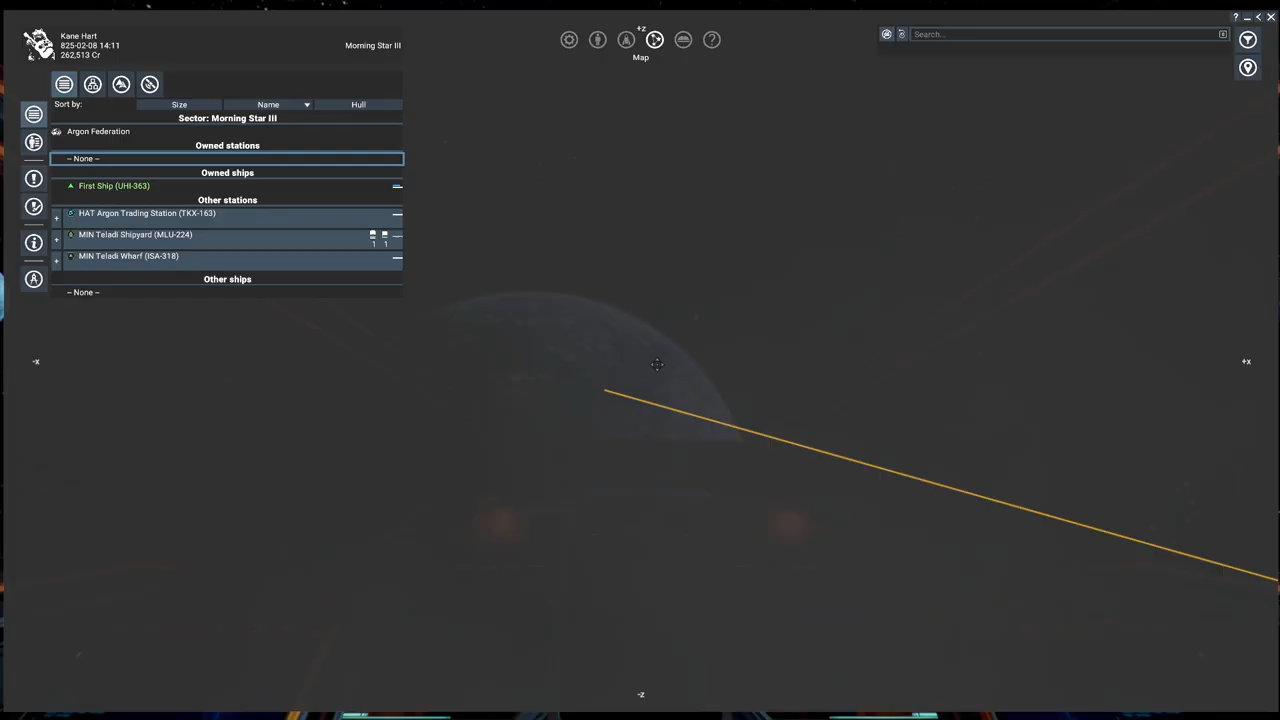 Kane Hart
825-02-08 14:11
262,513 Cr
Morning Star III
+z
Map
Search...
Sort by:
Size
Name
Hull
Sector: Morning Star III
Argon Federation
Owned stations
-- None --
Owned ships
First Ship (UHI-363)
Other stations
+ HAT Argon Trading Station (TKX-163)
+ MIN Teladi Shipyard (MLU-224)
1 1
+ MIN Teladi Wharf (ISA-318)
Other ships
-- None --
-x
+x
-z